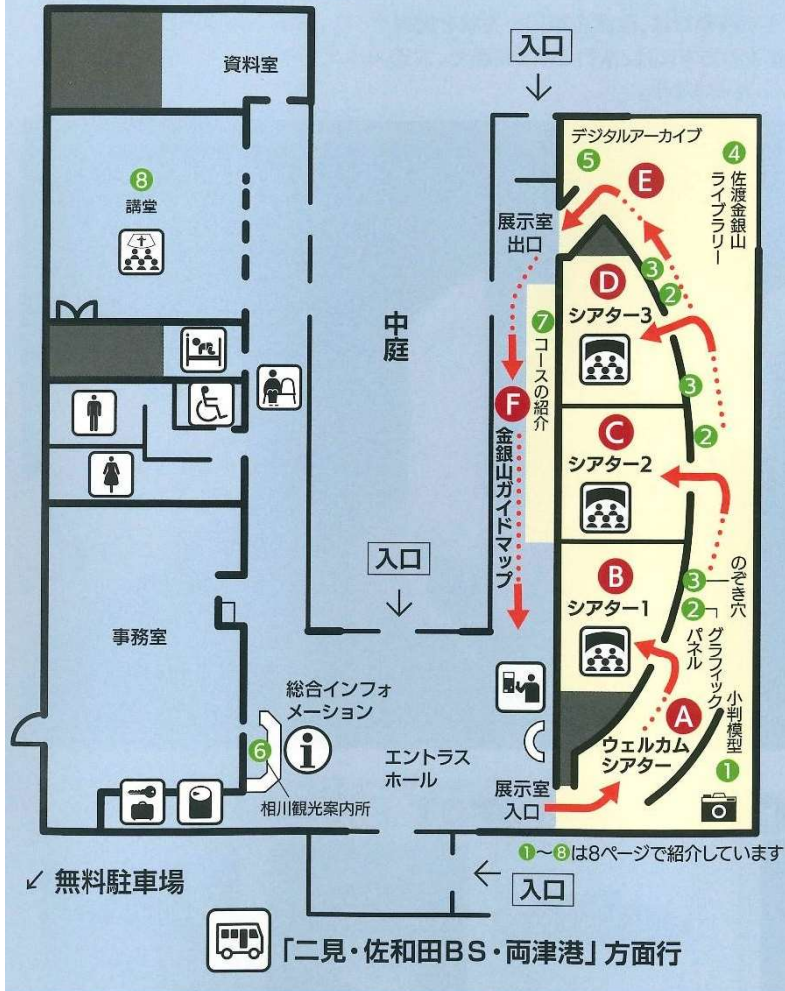 資料室
入口
デジタルアーカイブ
5
E
4
佐渡金銀山
ライブラリー
8
講堂
展示室
出口
3
2
D
シアター3
7
コースの紹介
中庭
F
金銀山ガイドマップ
3
2
C
シアター2
入口
B
シアター1
3
のぞき穴
2
グラフィック
パネル
事務室
A
小判模型
1
総合インフォ
メーション
ウェルカム
シアター
6
i
エントラス
ホール
相川観光案内所
展示室
入口
1～8は8ページで紹介しています
無料駐車場
入口
「二見・佐和田BS・両津港」方面行